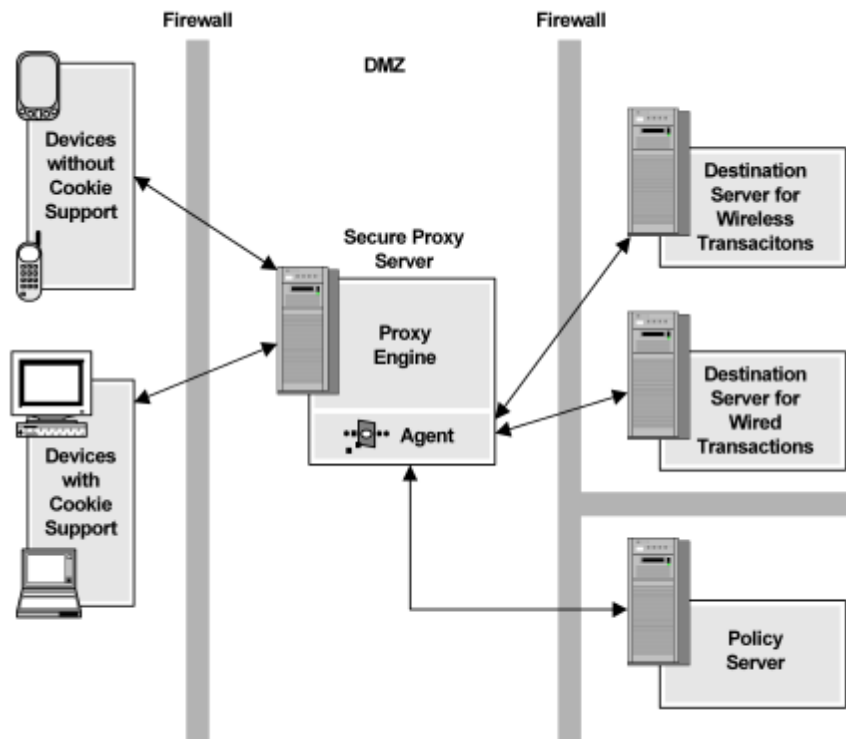 Firewall
Firewall
DMZ
Devices
without
Cookie
Support
Destination
Server for
Wireless
Transacitons
Secure Proxy
Server
Proxy
Engine
Agent
Destination
Server for
Wired
Transactions
Devices
with
Cookie
Support
Policy
Server